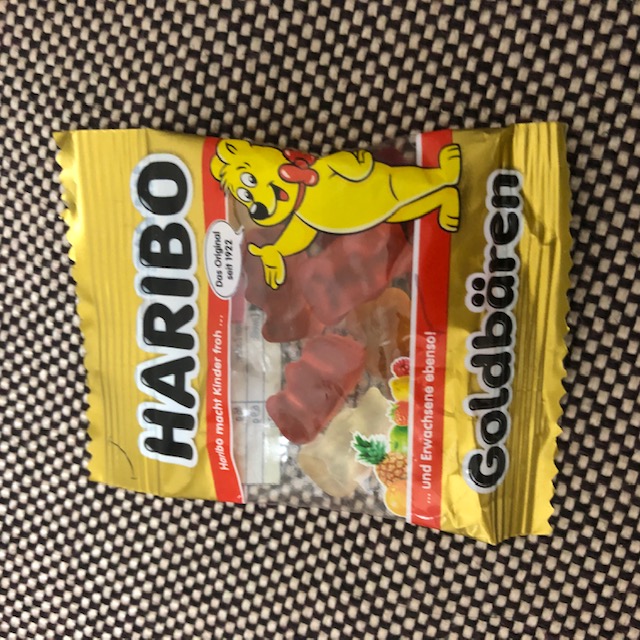 HARIBO
Das Original
seit 1922
Haribo macht Kinder froh ...
... und Erwachsene ebenso!
Goldbären